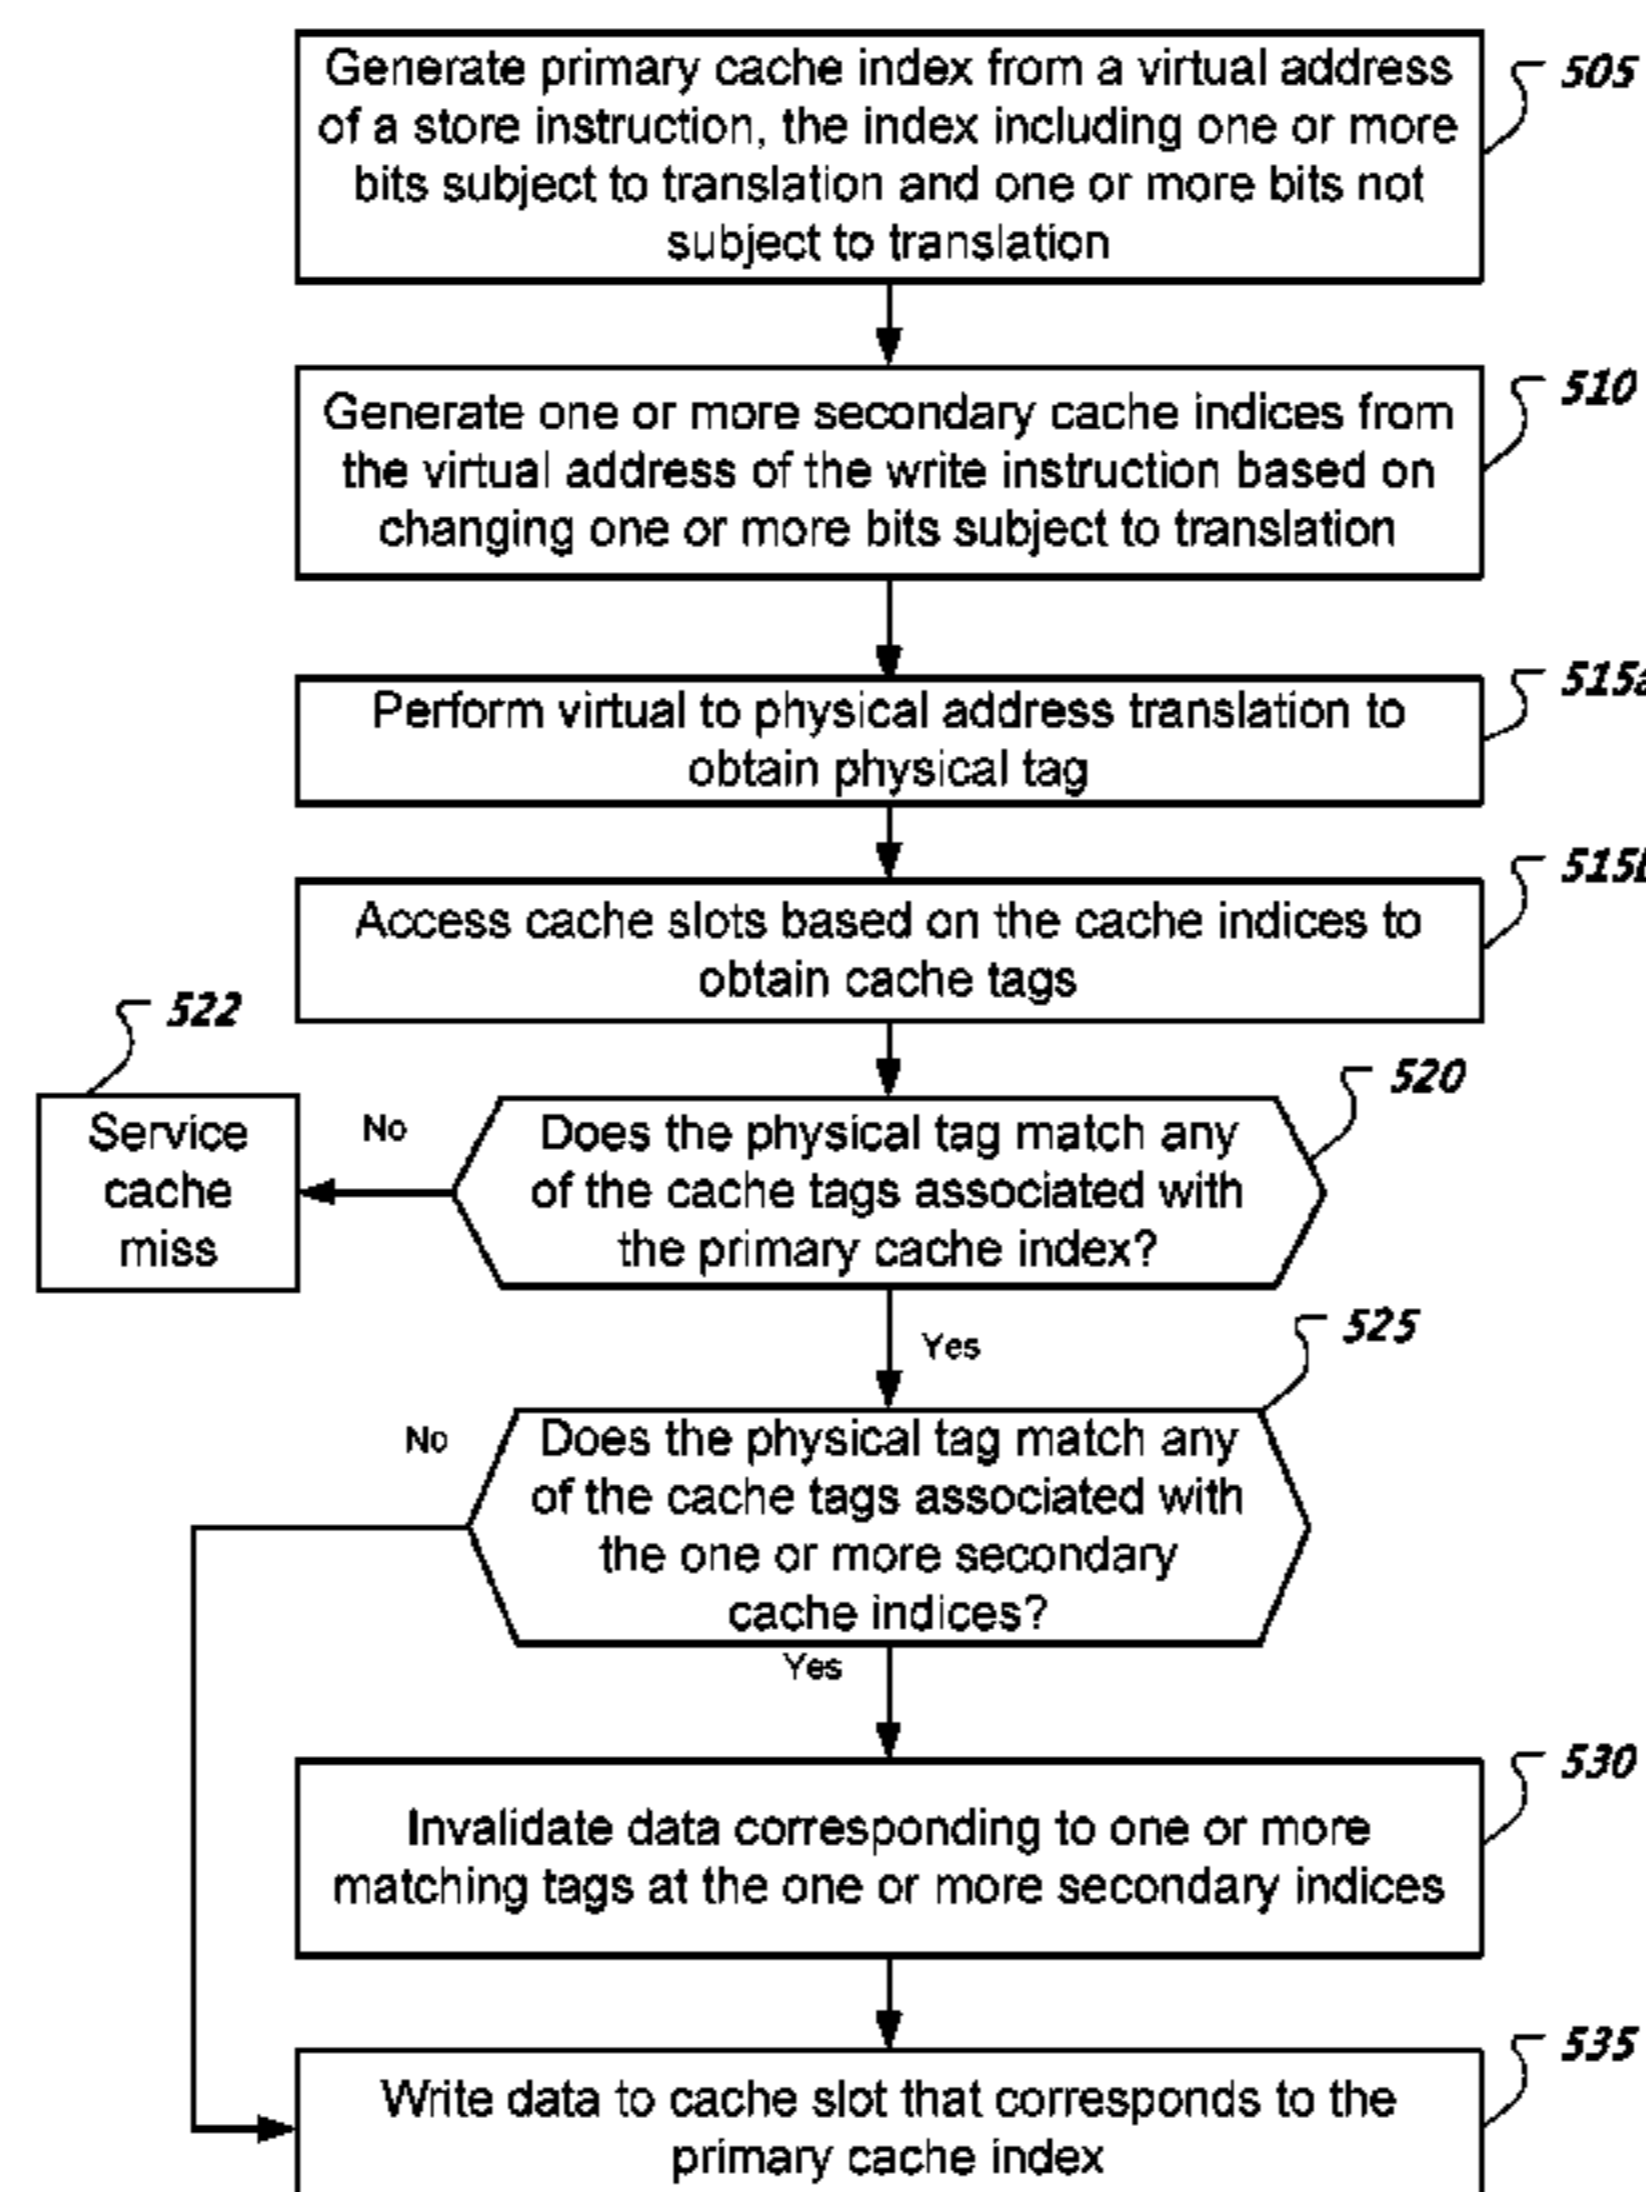 Generate primary cache index from a virtual address
of a store instruction, the index including one or more
bits subject to translation and one or more bits not
subject to translation
505
Generate one or more secondary cache indices from
the virtual address of the write instruction based on
changing one or more bits subject to translation
510
Perform virtual to physical address translation to
obtain physical tag
515a
Access cache slots based on the cache indices to
obtain cache tags
515b
522
Service
cache
miss
No
Does the physical tag match any
of the cache tags associated with
the primary cache index?
520
Yes
525
No
Does the physical tag match any
of the cache tags associated with
the one or more secondary
cache indices?
Yes
Invalidate data corresponding to one or more
matching tags at the one or more secondary indices
530
Write data to cache slot that corresponds to the
primary cache index
535